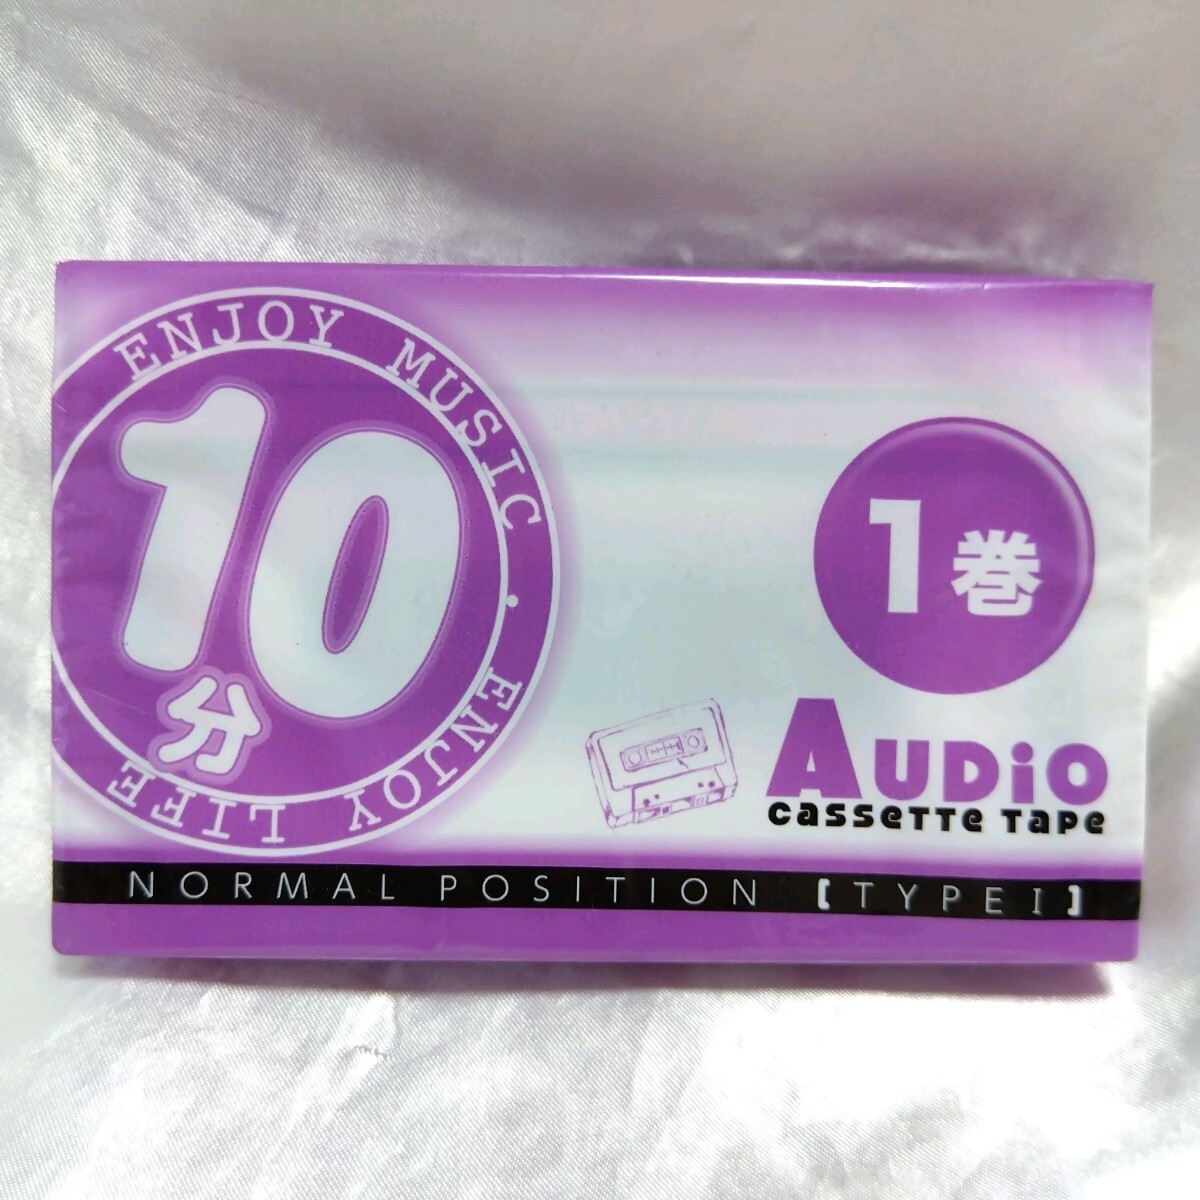 ENJOY MUSIC · ENJOY LIFE
10
分
1巻
AUDiO
cassette Tape
NORMAL POSITION [TYPE I]